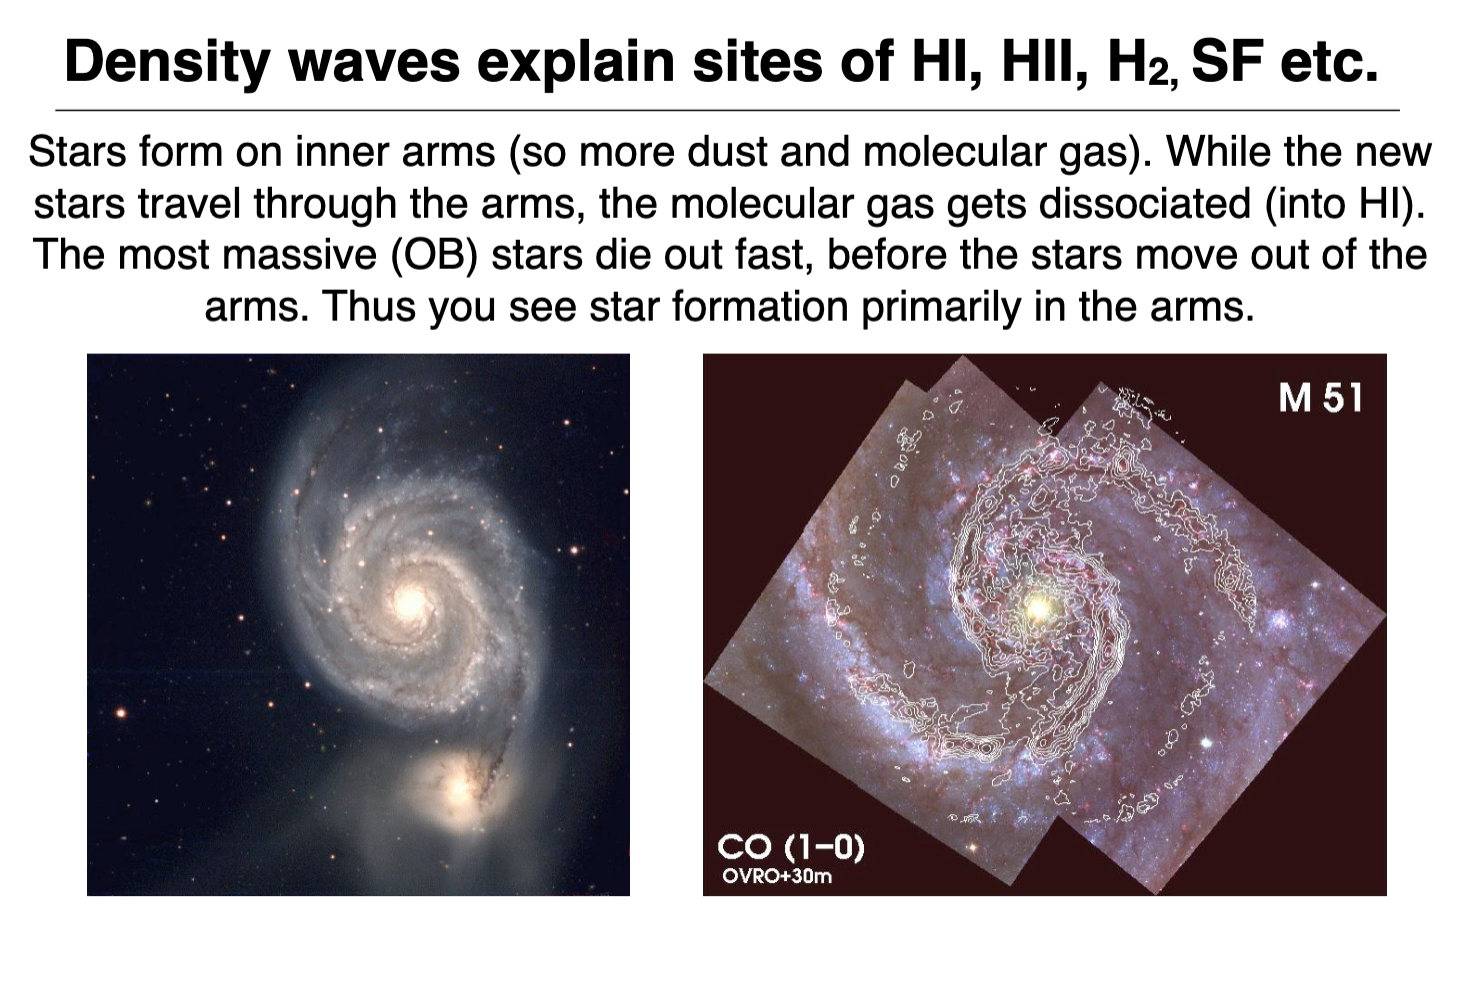 Density waves explain sites of HI, HII, H₂, SF etc.
Stars form on inner arms (so more dust and molecular gas). While the new
stars travel through the arms, the molecular gas gets dissociated (into HI).
The most massive (OB) stars die out fast, before the stars move out of the
arms. Thus you see star formation primarily in the arms.
M 51
CO (1–0)
OVRO+30m